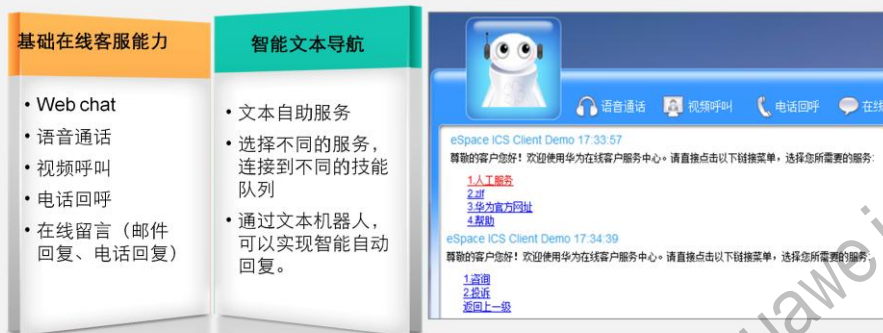 基础在线客服能力
• Web chat
• 语音通话
• 视频呼叫
• 电话回呼
• 在线留言（邮件
回复、电话回复）
智能文本导航
• 文本自助服务
• 选择不同的服务，
连接到不同的技能
队列
• 通过文本机器人，
可以实现智能自动
回复。
语音通话 视频呼叫 电话回呼 在线
eSpace ICS Client Demo 17:33:57
尊敬的客户您好！欢迎使用华为在线客户服务中心。请直接点击以下链接菜单，选择您所需要的服务：
1.人工服务
2.zlf
3.华为官方网址
4.帮助
eSpace ICS Client Demo 17:34:39
尊敬的客户您好！欢迎使用华为在线客户服务中心。请直接点击以下链接菜单，选择您所需要的服务：
1.咨询
2.投诉
返回上一级